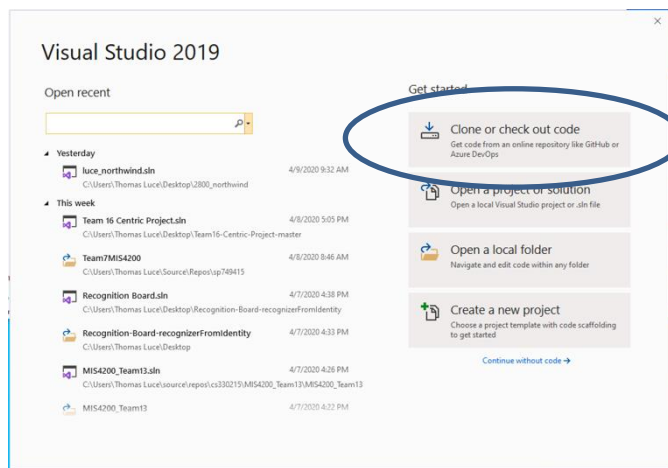 Visual Studio 2019
Open recent
Yesterday
luce_northwind.sln 4/9/2020 9:32 AM
C:\Users\Thomas Luce\Desktop\2800_northwind
This week
Team 16 Centric Project.sln 4/8/2020 5:05 PM
C:\Users\Thomas Luce\Desktop\Team16-Centric-Project-master
Team7MIS4200 4/8/2020 8:46 AM
C:\Users\Thomas Luce\Source\Repos\sp749415
Recognition Board.sln 4/7/2020 4:38 PM
C:\Users\Thomas Luce\Desktop\Recognition-Board-recognizerFromIdentity
Recognition-Board-recognizerFromIdentity 4/7/2020 4:33 PM
C:\Users\Thomas Luce\Desktop
MIS4200_Team13.sln 4/7/2020 4:26 PM
C:\Users\Thomas Luce\source\repos\cs330215\MIS4200_Team13\MIS4200_Team13
MIS4200_Team13 4/7/2020 4:22 PM
Get started
Clone or check out code
Get code from an online repository like GitHub or
Azure DevOps
Open a project or solution
Open a local Visual Studio project or .sln file
Open a local folder
Navigate and edit code within any folder
Create a new project
Choose a project template with code scaffolding
to get started
Continue without code →